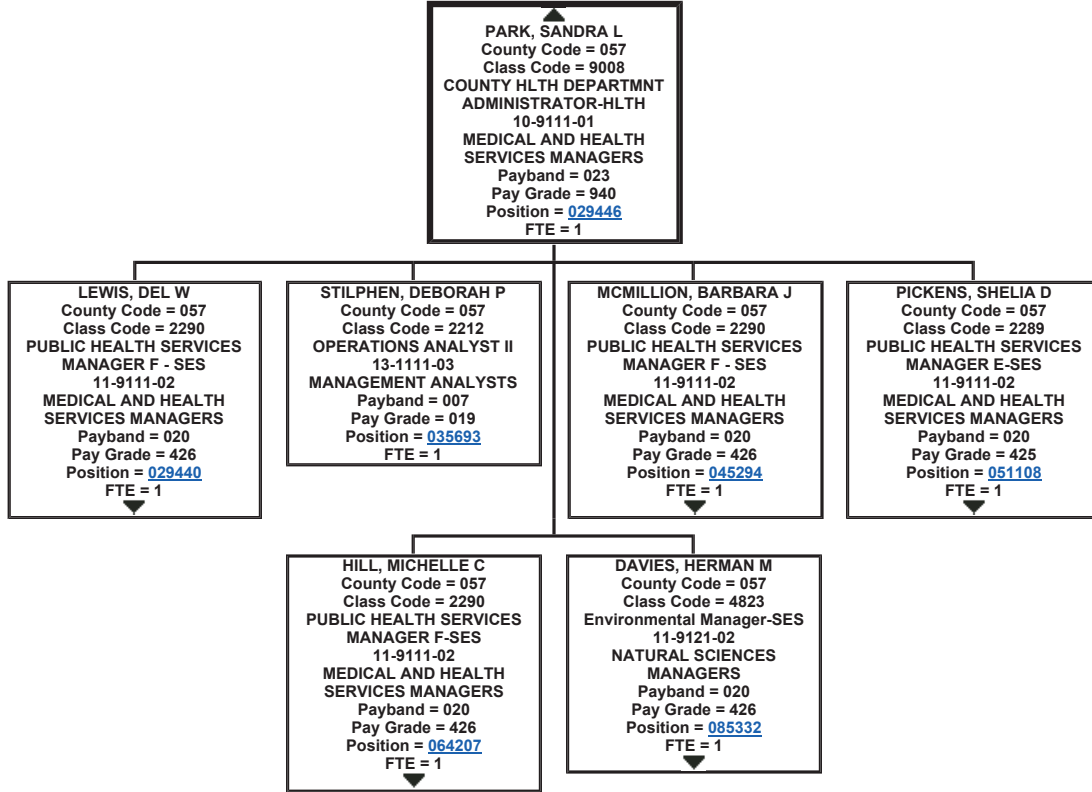 PARK, SANDRA L
County Code = 057
Class Code = 9008
COUNTY HLTH DEPARTMNT
ADMINISTRATOR-HLTH
10-9111-01
MEDICAL AND HEALTH
SERVICES MANAGERS
Payband = 023
Pay Grade = 940
Position = 029446
FTE = 1
LEWIS, DEL W
County Code = 057
Class Code = 2290
PUBLIC HEALTH SERVICES
MANAGER F - SES
11-9111-02
MEDICAL AND HEALTH
SERVICES MANAGERS
Payband = 020
Pay Grade = 426
Position = 029440
FTE = 1
STILPHEN, DEBORAH P
County Code = 057
Class Code = 2212
OPERATIONS ANALYST II
13-1111-03
MANAGEMENT ANALYSTS
Payband = 007
Pay Grade = 019
Position = 035693
FTE = 1
MCMILLION, BARBARA J
County Code = 057
Class Code = 2290
PUBLIC HEALTH SERVICES
MANAGER F - SES
11-9111-02
MEDICAL AND HEALTH
SERVICES MANAGERS
Payband = 020
Pay Grade = 426
Position = 045294
FTE = 1
PICKENS, SHELIA D
County Code = 057
Class Code = 2289
PUBLIC HEALTH SERVICES
MANAGER E-SES
11-9111-02
MEDICAL AND HEALTH
SERVICES MANAGERS
Payband = 020
Pay Grade = 425
Position = 051108
FTE = 1
HILL, MICHELLE C
County Code = 057
Class Code = 2290
PUBLIC HEALTH SERVICES
MANAGER F-SES
11-9111-02
MEDICAL AND HEALTH
SERVICES MANAGERS
Payband = 020
Pay Grade = 426
Position = 064207
FTE = 1
DAVIES, HERMAN M
County Code = 057
Class Code = 4823
Environmental Manager-SES
11-9121-02
NATURAL SCIENCES
MANAGERS
Payband = 020
Pay Grade = 426
Position = 085332
FTE = 1